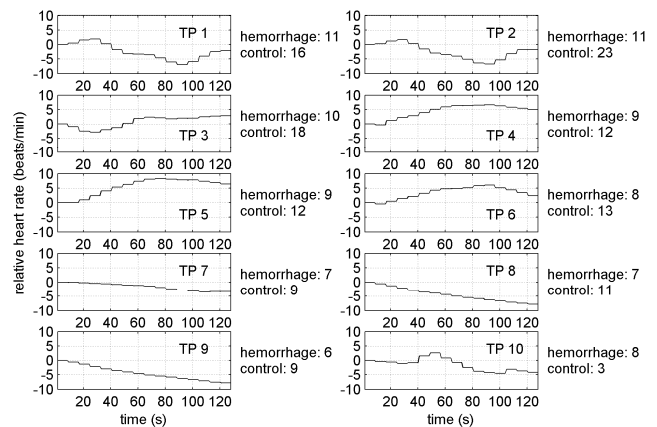 10
5
0
-5
-10
TP 1
hemorrhage: 11
control: 16
20 40 60 80 100 120
10
5
0
-5
-10
TP 2
hemorrhage: 11
control: 23
20 40 60 80 100 120
10
5
0
-5
-10
TP 3
hemorrhage: 10
control: 18
20 40 60 80 100 120
10
5
0
-5
-10
TP 4
hemorrhage: 9
control: 12
20 40 60 80 100 120
relative heart rate (beats/min)
10
5
0
-5
-10
TP 5
hemorrhage: 9
control: 12
20 40 60 80 100 120
10
5
0
-5
-10
TP 6
hemorrhage: 8
control: 13
20 40 60 80 100 120
10
5
0
-5
-10
TP 7
hemorrhage: 7
control: 9
20 40 60 80 100 120
10
5
0
-5
-10
TP 8
hemorrhage: 7
control: 11
20 40 60 80 100 120
10
5
0
-5
-10
TP 9
hemorrhage: 6
control: 9
20 40 60 80 100 120
time (s)
10
5
0
-5
-10
TP 10
hemorrhage: 8
control: 3
20 40 60 80 100 120
time (s)